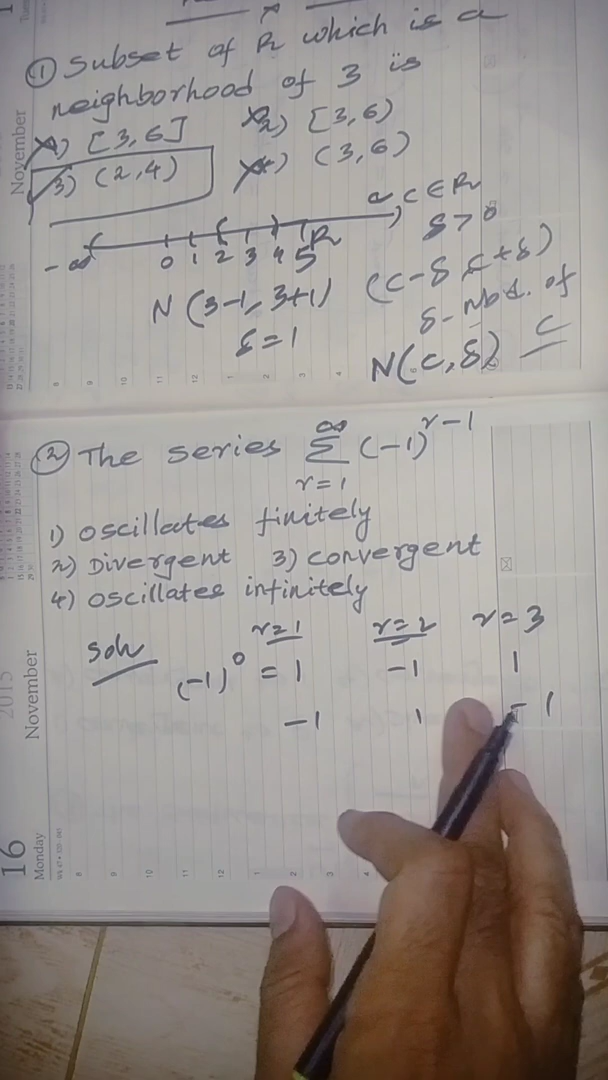 ① Subset of R which is a
neighborhood of 3 is
1) [3,6] 2) [3,6)
3) (2,4) 4) (3,6)
-∞ 0 1 2 3 4 5 R ∞, c ∈ R
δ > 0
N (3-1, 3+1) (c-δ, c+δ)
δ = 1 δ- Nbd. of
N(c, δ) c
② The series ∞ Σ r=1 (-1)^r-1
1) oscillates finitely
2) Divergent 3) convergent
4) oscillates infinitely
Soln r=1 r=2 r=3
(-1)^0 = 1 -1 1
-1 1 -1
November
2015
November
16
Monday